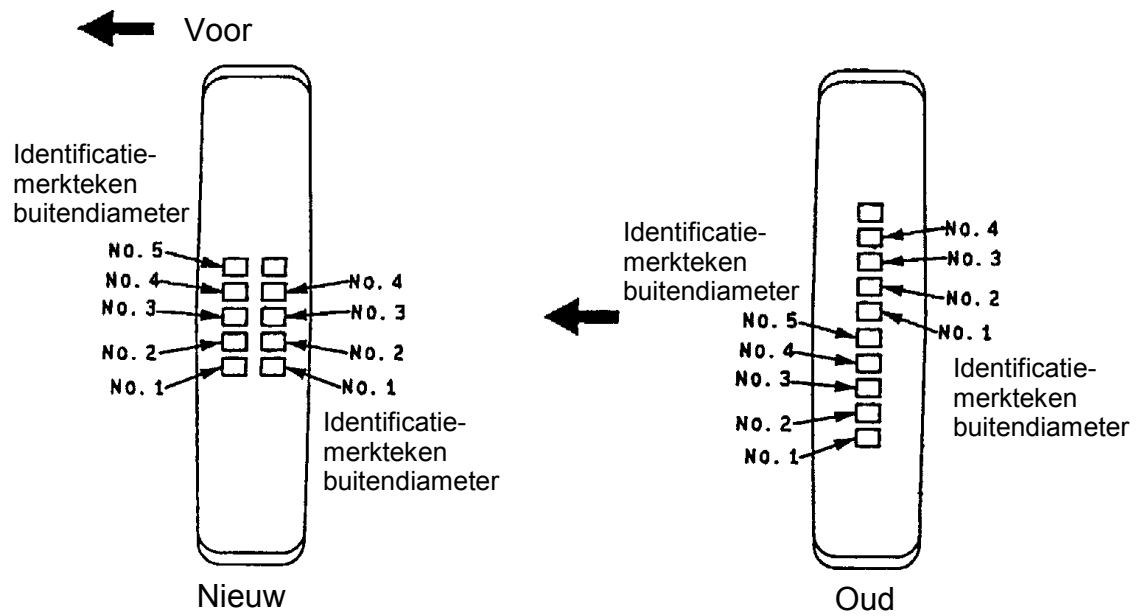 Voor
Identificatie-
merkteken
buitendiameter
No. 5
No. 4
No. 3
No. 2
No. 1
No. 4
No. 3
No. 2
No. 1
Identificatie-
merkteken
buitendiameter
Nieuw
Identificatie-
merkteken
buitendiameter
No. 5
No. 4
No. 3
No. 2
No. 1
No. 4
No. 3
No. 2
No. 1
Identificatie-
merkteken
buitendiameter
Oud